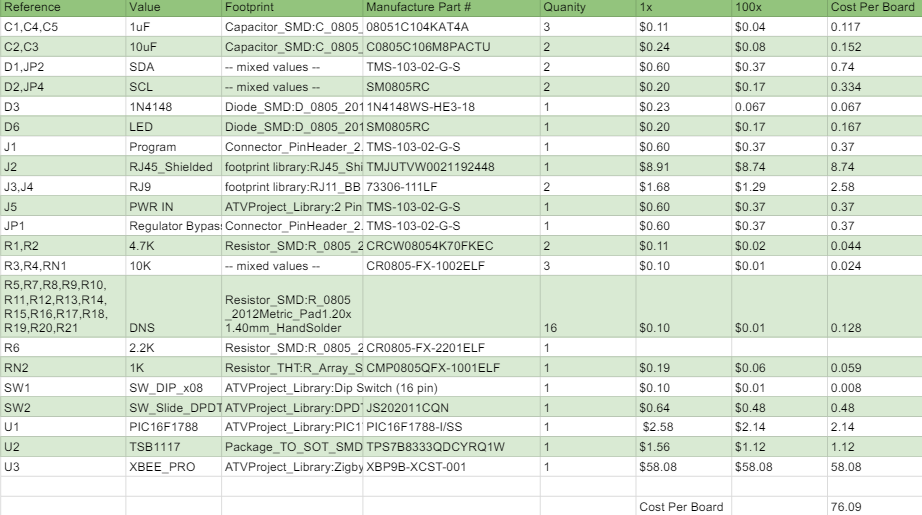 Reference Value Footprint Manufacture Part # Quanity 1x 100x Cost Per Board
C1,C4,C5 1uF Capacitor_SMD:C_0805_ 08051C104KAT4A 3 $0.11 $0.04 0.117
C2,C3 10uF Capacitor_SMD:C_0805_ C0805C106M8PACTU 2 $0.24 $0.08 0.152
D1,JP2 SDA -- mixed values -- TMS-103-02-G-S 2 $0.60 $0.37 0.74
D2,JP4 SCL -- mixed values -- SM0805RC 2 $0.20 $0.17 0.334
D3 1N4148 Diode_SMD:D_0805_201 1N4148WS-HE3-18 1 $0.23 0.067 0.067
D6 LED Diode_SMD:D_0805_201 SM0805RC 1 $0.20 $0.17 0.167
J1 Program Connector_PinHeader_2. TMS-103-02-G-S 1 $0.60 $0.37 0.37
J2 RJ45_Shielded footprint library:RJ45_Shi TMJUTVW0021192448 1 $8.91 $8.74 8.74
J3,J4 RJ9 footprint library:RJ11_BB 73306-111LF 2 $1.68 $1.29 2.58
J5 PWR IN ATVProject_Library:2 Pin TMS-103-02-G-S 1 $0.60 $0.37 0.37
JP1 Regulator Bypas Connector_PinHeader_2. TMS-103-02-G-S 1 $0.60 $0.37 0.37
R1,R2 4.7K Resistor_SMD:R_0805_2 CRCW08054K70FKEC 2 $0.11 $0.02 0.044
R3,R4,RN1 10K -- mixed values -- CR0805-FX-1002ELF 3 $0.10 $0.01 0.024
R5,R7,R8,R9,R10,
R11,R12,R13,R14, Resistor_SMD:R_0805
R15,R16,R17,R18, _2012Metric_Pad1.20x
R19,R20,R21 DNS 1.40mm_HandSolder 16 $0.10 $0.01 0.128
R6 2.2K Resistor_SMD:R_0805_2 CR0805-FX-2201ELF 1
RN2 1K Resistor_THT:R_Array_S CMP0805QFX-1001ELF 1 $0.19 $0.06 0.059
SW1 SW_DIP_x08 ATVProject_Library:Dip Switch (16 pin) 1 $0.10 $0.01 0.008
SW2 SW_Slide_DPDT ATVProject_Library:DPDT JS202011CQN 1 $0.64 $0.48 0.48
U1 PIC16F1788 ATVProject_Library:PIC1 PIC16F1788-I/SS 1 $2.58 $2.14 2.14
U2 TSB1117 Package_TO_SOT_SMD TPS7B8333QDCYRQ1W 1 $1.56 $1.12 1.12
U3 XBEE_PRO ATVProject_Library:Zigby XBP9B-XCST-001 1 $58.08 $58.08 58.08
Cost Per Board 76.09